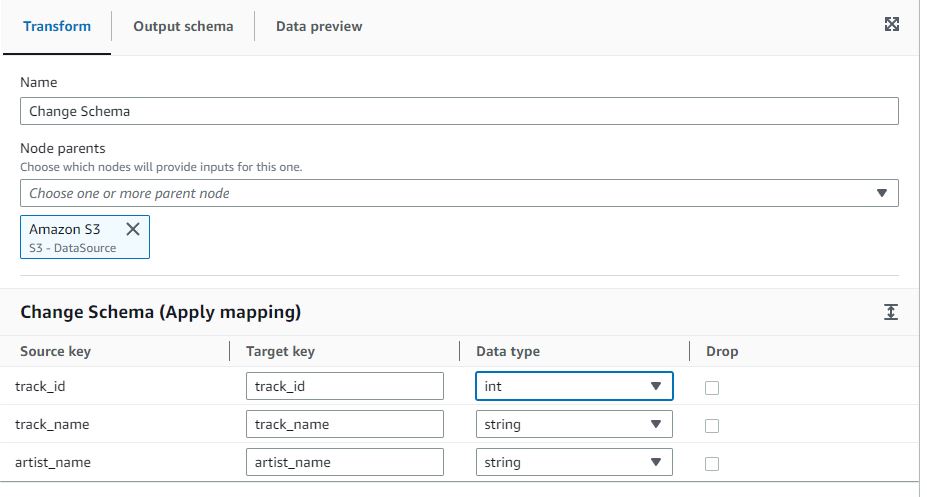 Transform Output schema Data preview
Name
Change Schema
Node parents
Choose which nodes will provide inputs for this one.
Choose one or more parent node
Amazon S3
S3 - DataSource
Change Schema (Apply mapping)
Source key Target key Data type Drop
track_id track_id int
track_name track_name string
artist_name artist_name string